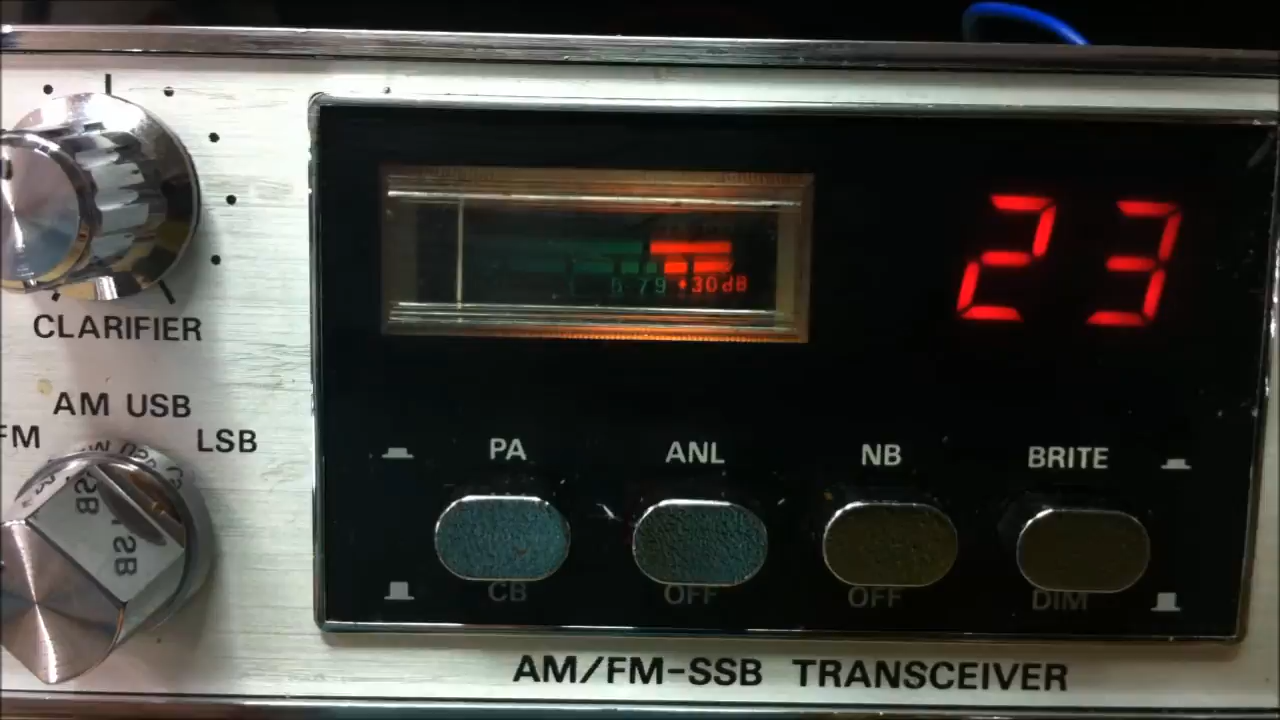 23
5 7 9 +30dB
CLARIFIER
AM USB
FM LSB
PA ANL NB BRITE
CB OFF OFF DIM
AM/FM-SSB TRANSCEIVER